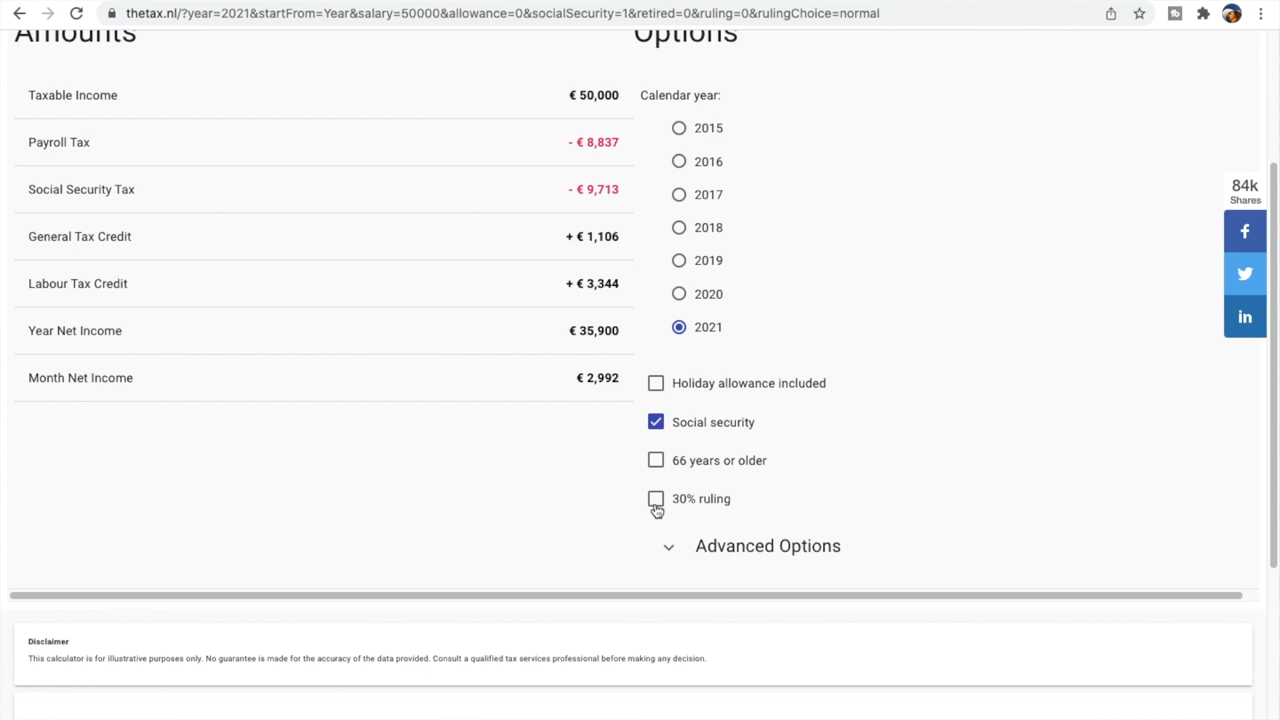 thetax.nl/?year=2021&startFrom=Year&salary=50000&allowance=0&socialSecurity=1&retired=0&ruling=0&rulingChoice=normal
Amounts
Taxable Income € 50,000
Payroll Tax - € 8,837
Social Security Tax - € 9,713
General Tax Credit + € 1,106
Labour Tax Credit + € 3,344
Year Net Income € 35,900
Month Net Income € 2,992
Options
Calendar year:
2015
2016
2017
2018
2019
2020
2021
Holiday allowance included
Social security
66 years or older
30% ruling
Advanced Options
84k
Shares
f
in
Disclaimer
This calculator is for illustrative purposes only. No guarantee is made for the accuracy of the data provided. Consult a qualified tax services professional before making any decision.